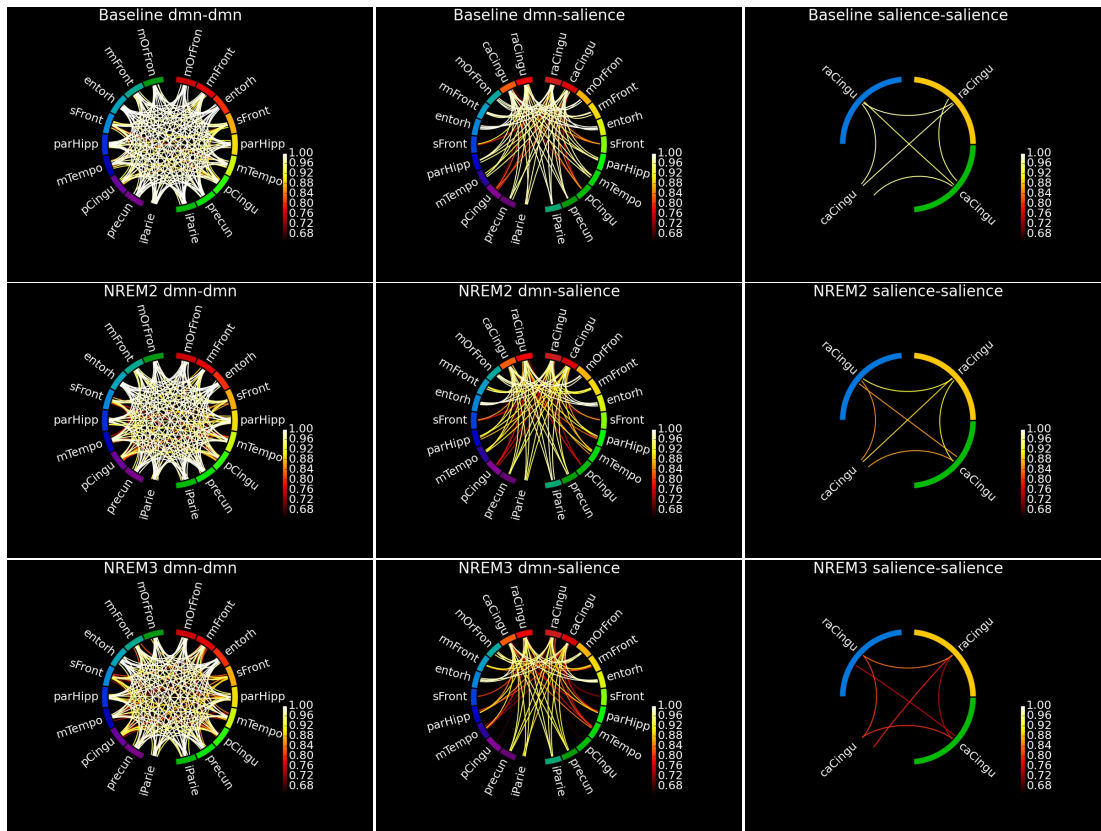 Baseline dmn-dmn
mOrFron
mOrFron
rmFront
rmFront
entorh
entorh
sFront
sFront
parHipp
parHipp
mTempo
mTempo
pCingu
pCingu
precun
precun
iParie
iParie
1.00
0.96
0.92
0.88
0.84
0.80
0.76
0.72
0.68
Baseline dmn-salience
raCingu
raCingu
caCingu
caCingu
mOrFron
mOrFron
rmFront
rmFront
entorh
entorh
sFront
sFront
parHipp
parHipp
mTempo
mTempo
pCingu
pCingu
precun
precun
iParie
iParie
1.00
0.96
0.92
0.88
0.84
0.80
0.76
0.72
0.68
Baseline salience-salience
raCingu
raCingu
caCingu
caCingu
1.00
0.96
0.92
0.88
0.84
0.80
0.76
0.72
0.68
NREM2 dmn-dmn
mOrFron
mOrFron
rmFront
rmFront
entorh
entorh
sFront
sFront
parHipp
parHipp
mTempo
mTempo
pCingu
pCingu
precun
precun
iParie
iParie
1.00
0.96
0.92
0.88
0.84
0.80
0.76
0.72
0.68
NREM2 dmn-salience
raCingu
raCingu
caCingu
caCingu
mOrFron
mOrFron
rmFront
rmFront
entorh
entorh
sFront
sFront
parHipp
parHipp
mTempo
mTempo
pCingu
pCingu
precun
precun
iParie
iParie
1.00
0.96
0.92
0.88
0.84
0.80
0.76
0.72
0.68
NREM2 salience-salience
raCingu
raCingu
caCingu
caCingu
1.00
0.96
0.92
0.88
0.84
0.80
0.76
0.72
0.68
NREM3 dmn-dmn
mOrFron
mOrFron
rmFront
rmFront
entorh
entorh
sFront
sFront
parHipp
parHipp
mTempo
mTempo
pCingu
pCingu
precun
precun
iParie
iParie
1.00
0.96
0.92
0.88
0.84
0.80
0.76
0.72
0.68
NREM3 dmn-salience
raCingu
raCingu
caCingu
caCingu
mOrFron
mOrFron
rmFront
rmFront
entorh
entorh
sFront
sFront
parHipp
parHipp
mTempo
mTempo
pCingu
pCingu
precun
precun
iParie
iParie
1.00
0.96
0.92
0.88
0.84
0.80
0.76
0.72
0.68
NREM3 salience-salience
raCingu
raCingu
caCingu
caCingu
1.00
0.96
0.92
0.88
0.84
0.80
0.76
0.72
0.68